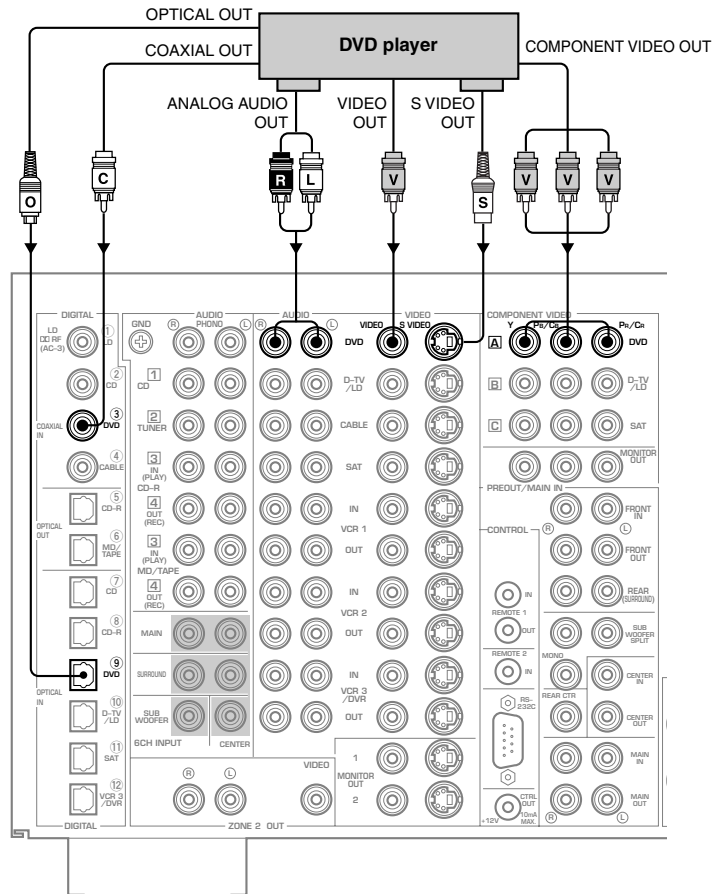 OPTICAL OUT
COAXIAL OUT
DVD player
COMPONENT VIDEO OUT
ANALOG AUDIO
OUT
VIDEO
OUT
S VIDEO
OUT
O
C
R
L
V
S
V
V
V
DIGITAL
LD
DD RF
(AC-3)
① LD
② CD
COAXIAL
IN
③ DVD
④ CABLE
OPTICAL
OUT
⑤ CD-R
⑥ MD/
TAPE
⑦ CD
⑧ CD-R
OPTICAL
IN
⑨ DVD
⑩ D-TV
/LD
⑪ SAT
⑫ VCR 3
/DVR
DIGITAL
GND
AUDIO
R PHONO L
1
CD
2
TUNER
3
IN
(PLAY)
CD-R
4
OUT
(REC)
3
IN
(PLAY)
MD/TAPE
4
OUT
(REC)
MAIN
SURROUND
SUB
WOOFER
6CH INPUT
CENTER
R
L
VIDEO
ZONE 2 OUT
AUDIO
R
L
VIDEO
VIDEO
S VIDEO
DVD
D-TV
/LD
CABLE
SAT
IN
VCR 1
OUT
IN
VCR 2
OUT
IN
VCR 3
/DVR
OUT
1
MONITOR
OUT
2
COMPONENT VIDEO
Y
PB/CB
PR/CR
A
DVD
B
D-TV
/LD
C
SAT
MONITOR
OUT
PREOUT/MAIN IN
FRONT
IN
R
L
FRONT
OUT
REAR
(SURROUND)
SUB
WOOFER
SPLIT
MONO
CENTER
IN
REAR CTR
CENTER
OUT
MAIN
IN
MAIN
OUT
R
L
CONTROL
IN
REMOTE 1
OUT
REMOTE 2
IN
RS-
232C
CTRL
OUT
+12V
10mA
MAX.